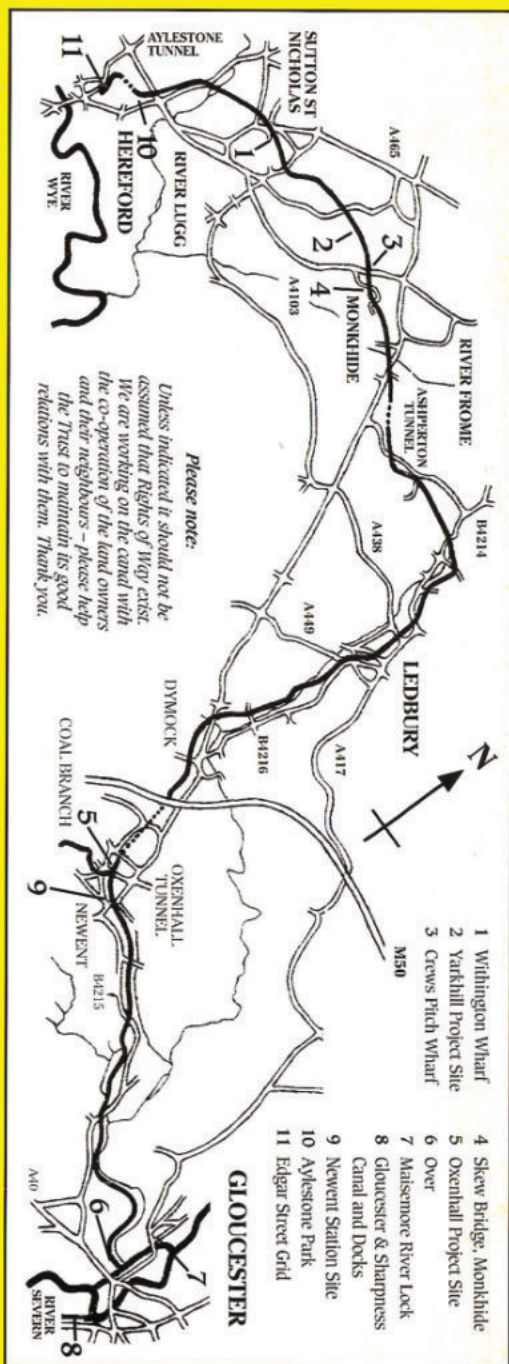 11
AYLESTONE
TUNNEL
SUTTON ST
NICHOLAS
10
HEREFORD
RIVER
WYE
RIVER LUGG
1
A465
2
3
4
MONKHIDE
A4103
RIVER FROME
ASHPERTON
TUNNEL
B4214
A438
LEDBURY
A449
A417
B4216
DYMOCK
N
M50
COAL BRANCH
5
OXENHALL
TUNNEL
9
NEWENT
B4215
A40
6
GLOUCESTER
7
RIVER
SEVERN
8
Please note:
Unless indicated it should not be
assumed that Rights of Way exist.
We are working on the canal with
the co-operation of the land owners
and their neighbours – please help
the Trust to maintain its good
relations with them. Thank you.
1 Withington Wharf
2 Yarkhill Project Site
3 Crews Pitch Wharf
4 Skew Bridge, Monkhide
5 Oxenhall Project Site
6 Over
7 Maisemore River Lock
8 Gloucester & Sharpness
Canal and Docks
9 Newent Station Site
10 Aylestone Park
11 Edgar Street Grid